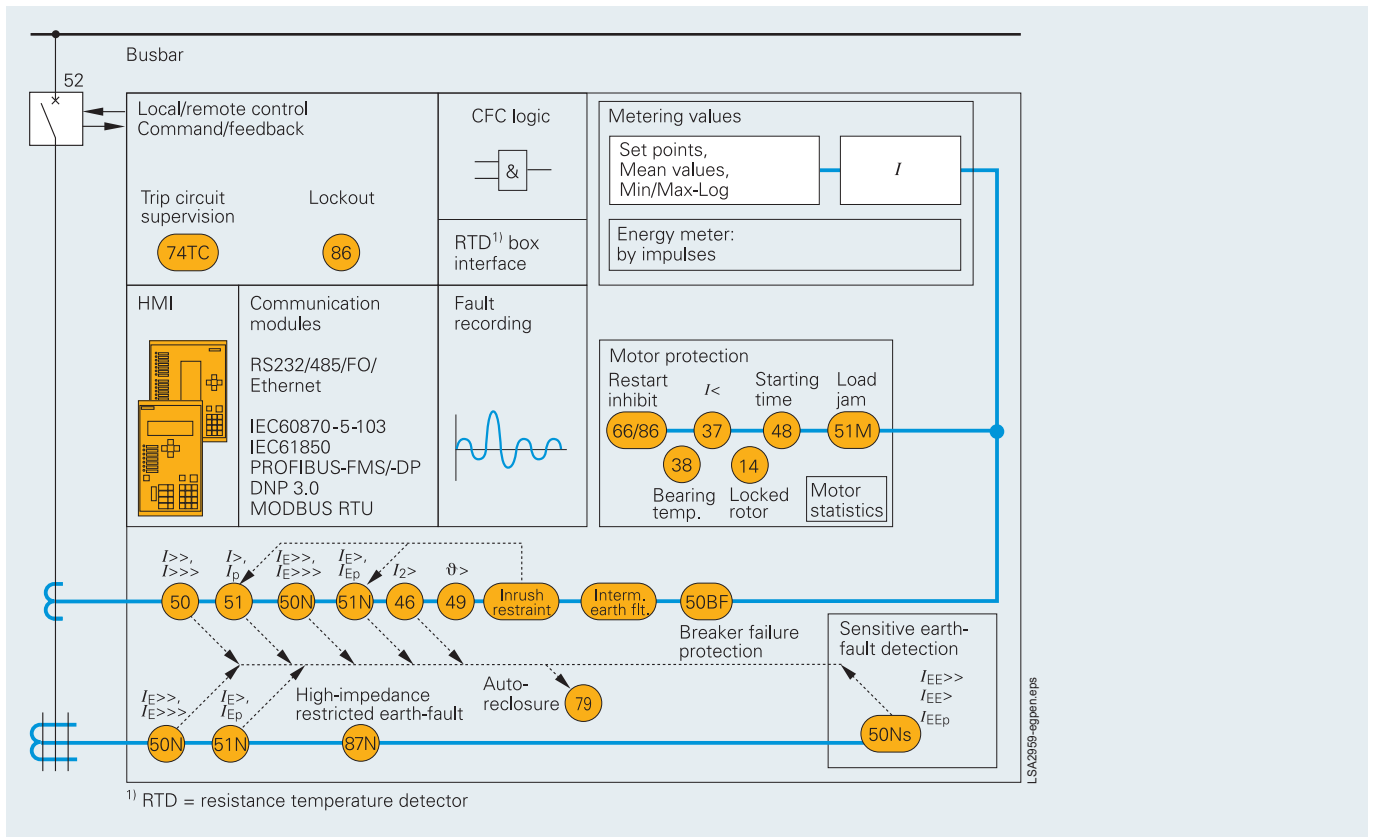 Busbar
52
Local/remote control
Command/feedback
Trip circuit
supervision
74TC
Lockout
86
CFC logic
&
RTD1) box
interface
Metering values
Set points,
Mean values,
Min/Max-Log
I
Energy meter:
by impulses
HMI
Communication
modules
RS232/485/FO/
Ethernet
IEC60870-5-103
IEC61850
PROFIBUS-FMS/-DP
DNP 3.0
MODBUS RTU
Fault
recording
Motor protection
Restart
inhibit
I<
Starting
time
Load
jam
66/86
37
48
51M
38
14
Bearing
temp.
Locked
rotor
Motor
statistics
I>>,
I>>>
I>,
Ip
IE>>,
IE>>>
IE>,
IEp
I2>
ϑ>
50
51
50N
51N
46
49
Inrush
restraint
Interm.
earth flt.
50BF
Breaker failure
protection
Sensitive earth-
fault detection
IEE>>
IEE>
IEEp
50Ns
IE>>,
IE>>>
IE>,
IEp
High-impedance
restricted earth-fault
Auto-
reclosure
79
50N
51N
87N
LSA2959-egpen.eps
1) RTD = resistance temperature detector